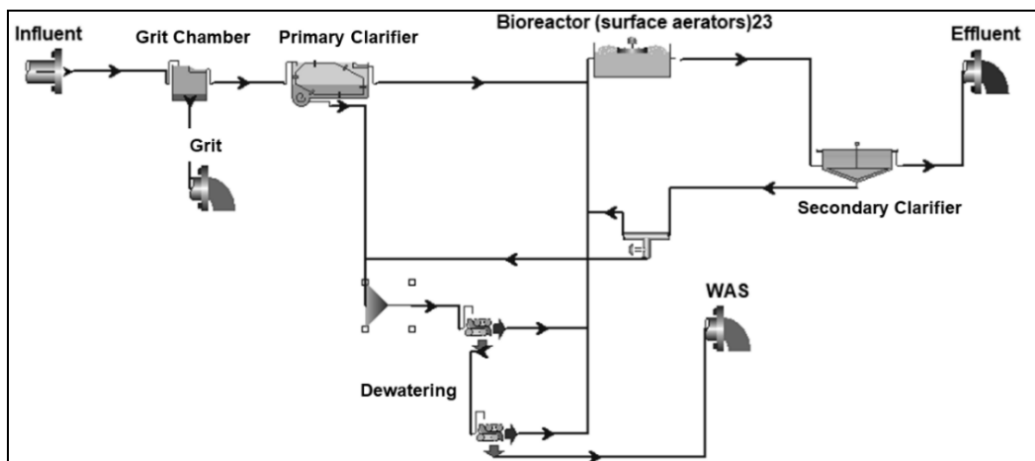 Bioreactor (surface aerators)23
Influent
Grit Chamber
Primary Clarifier
Effluent
Grit
Secondary Clarifier
WAS
Dewatering